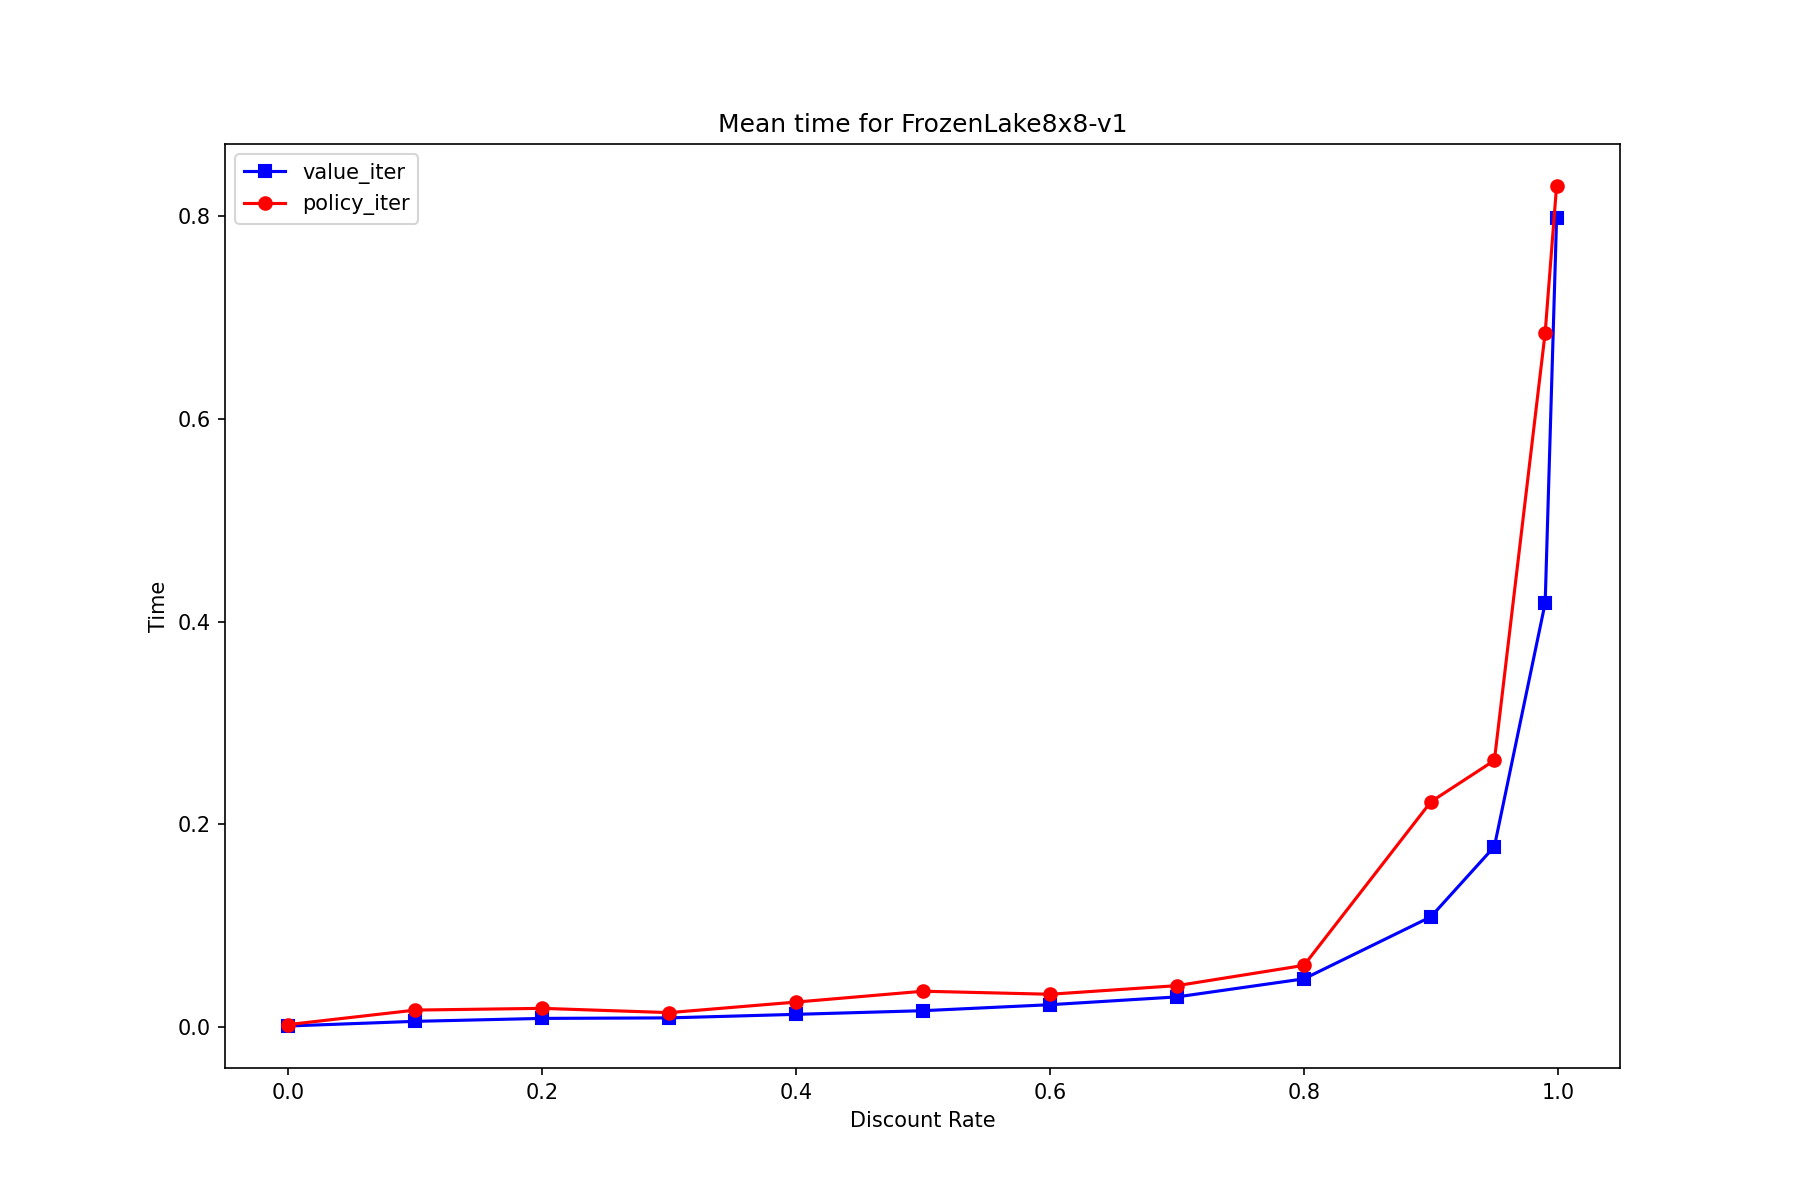 Mean time for FrozenLake8x8-v1
value_iter
policy_iter
0.8
0.6
0.4
0.2
0.0
Time
0.0 0.2 0.4 0.6 0.8 1.0
Discount Rate